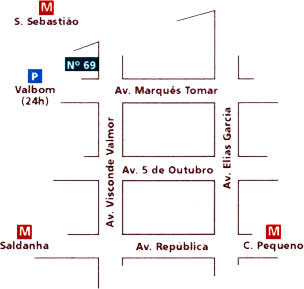 M
S. Sebastião
Nº 69
P
Valbom
(24h)
Av. Marquês Tomar
Av. Visconde Valmor
Av. Elias Garcia
Av. 5 de Outubro
M
Saldanha
Av. República
M
C. Pequeno